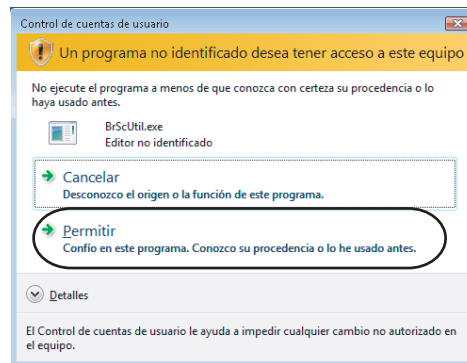 Control de cuentas de usuario
Un programa no identificado desea tener acceso a este equipo
No ejecute el programa a menos de que conozca con certeza su procedencia o lo
haya usado antes.
BrScUtil.exe
Editor no identificado
Cancelar
Desconozco el origen o la función de este programa.
Permitir
Confío en este programa. Conozco su procedencia o lo he usado antes.
Detalles
El Control de cuentas de usuario le ayuda a impedir cualquier cambio no autorizado en
el equipo.